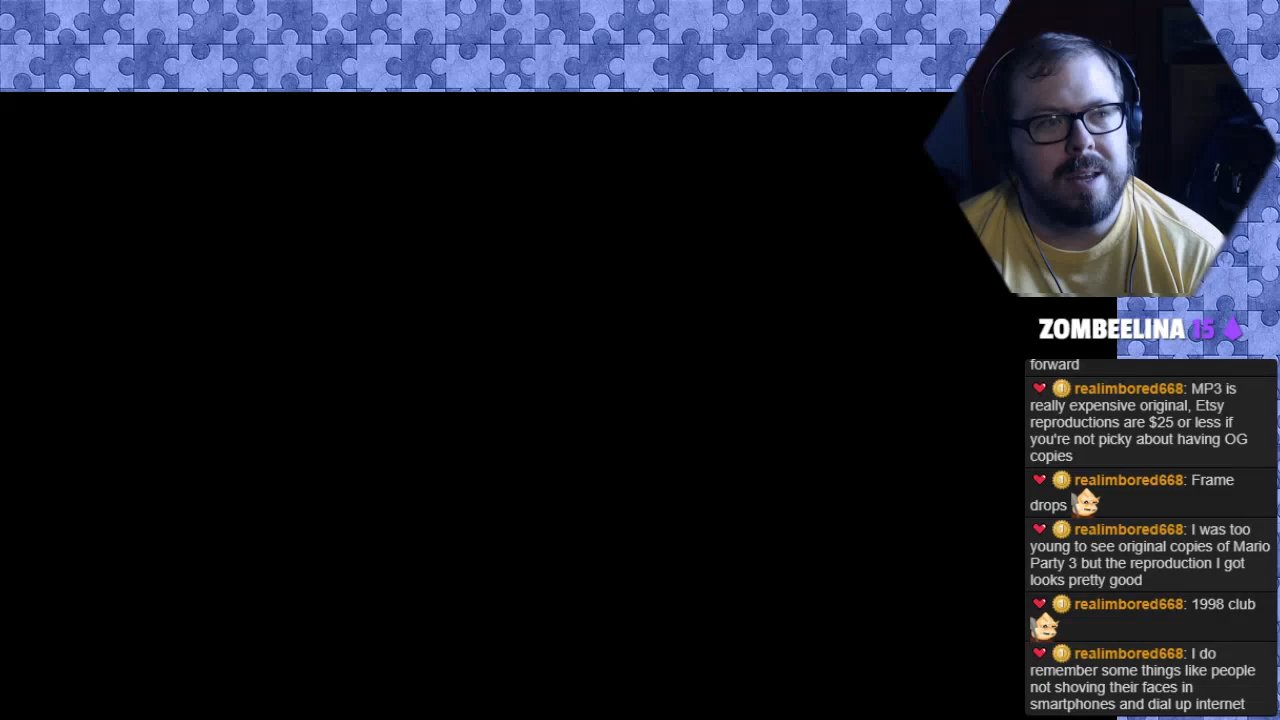 ZOMBEELINA 15
forward
realimbored668: MP3 is
really expensive original, Etsy
reproductions are $25 or less if
you're not picky about having OG
copies
realimbored668: Frame
drops
realimbored668: I was too
young to see original copies of Mario
Party 3 but the reproduction I got
looks pretty good
realimbored668: 1998 club
realimbored668: I do
remember some things like people
not shoving their faces in
smartphones and dial up internet